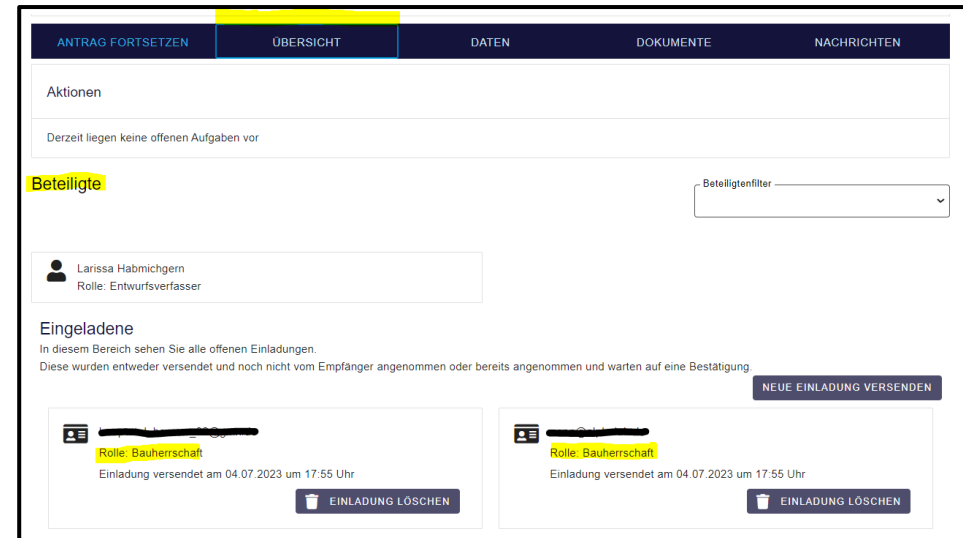 ANTRAG FORTSETZEN ÜBERSICHT DATEN DOKUMENTE NACHRICHTEN
Aktionen
Derzeit liegen keine offenen Aufgaben vor
Beteiligte
Beteiligtenfilter
Larissa Habmichgern
Rolle: Entwurfsverfasser
Eingeladene
In diesem Bereich sehen Sie alle offenen Einladungen.
Diese wurden entweder versendet und noch nicht vom Empfänger angenommen oder bereits angenommen und warten auf eine Bestätigung.
NEUE EINLADUNG VERSENDEN
Rolle: Bauherrschaft
Einladung versendet am 04.07.2023 um 17:55 Uhr
EINLADUNG LÖSCHEN
Rolle: Bauherrschaft
Einladung versendet am 04.07.2023 um 17:55 Uhr
EINLADUNG LÖSCHEN